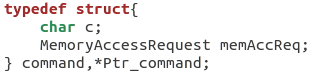 typedef struct{
    char c;
    MemoryAccessRequest memAccReq;
} command,*Ptr_command;